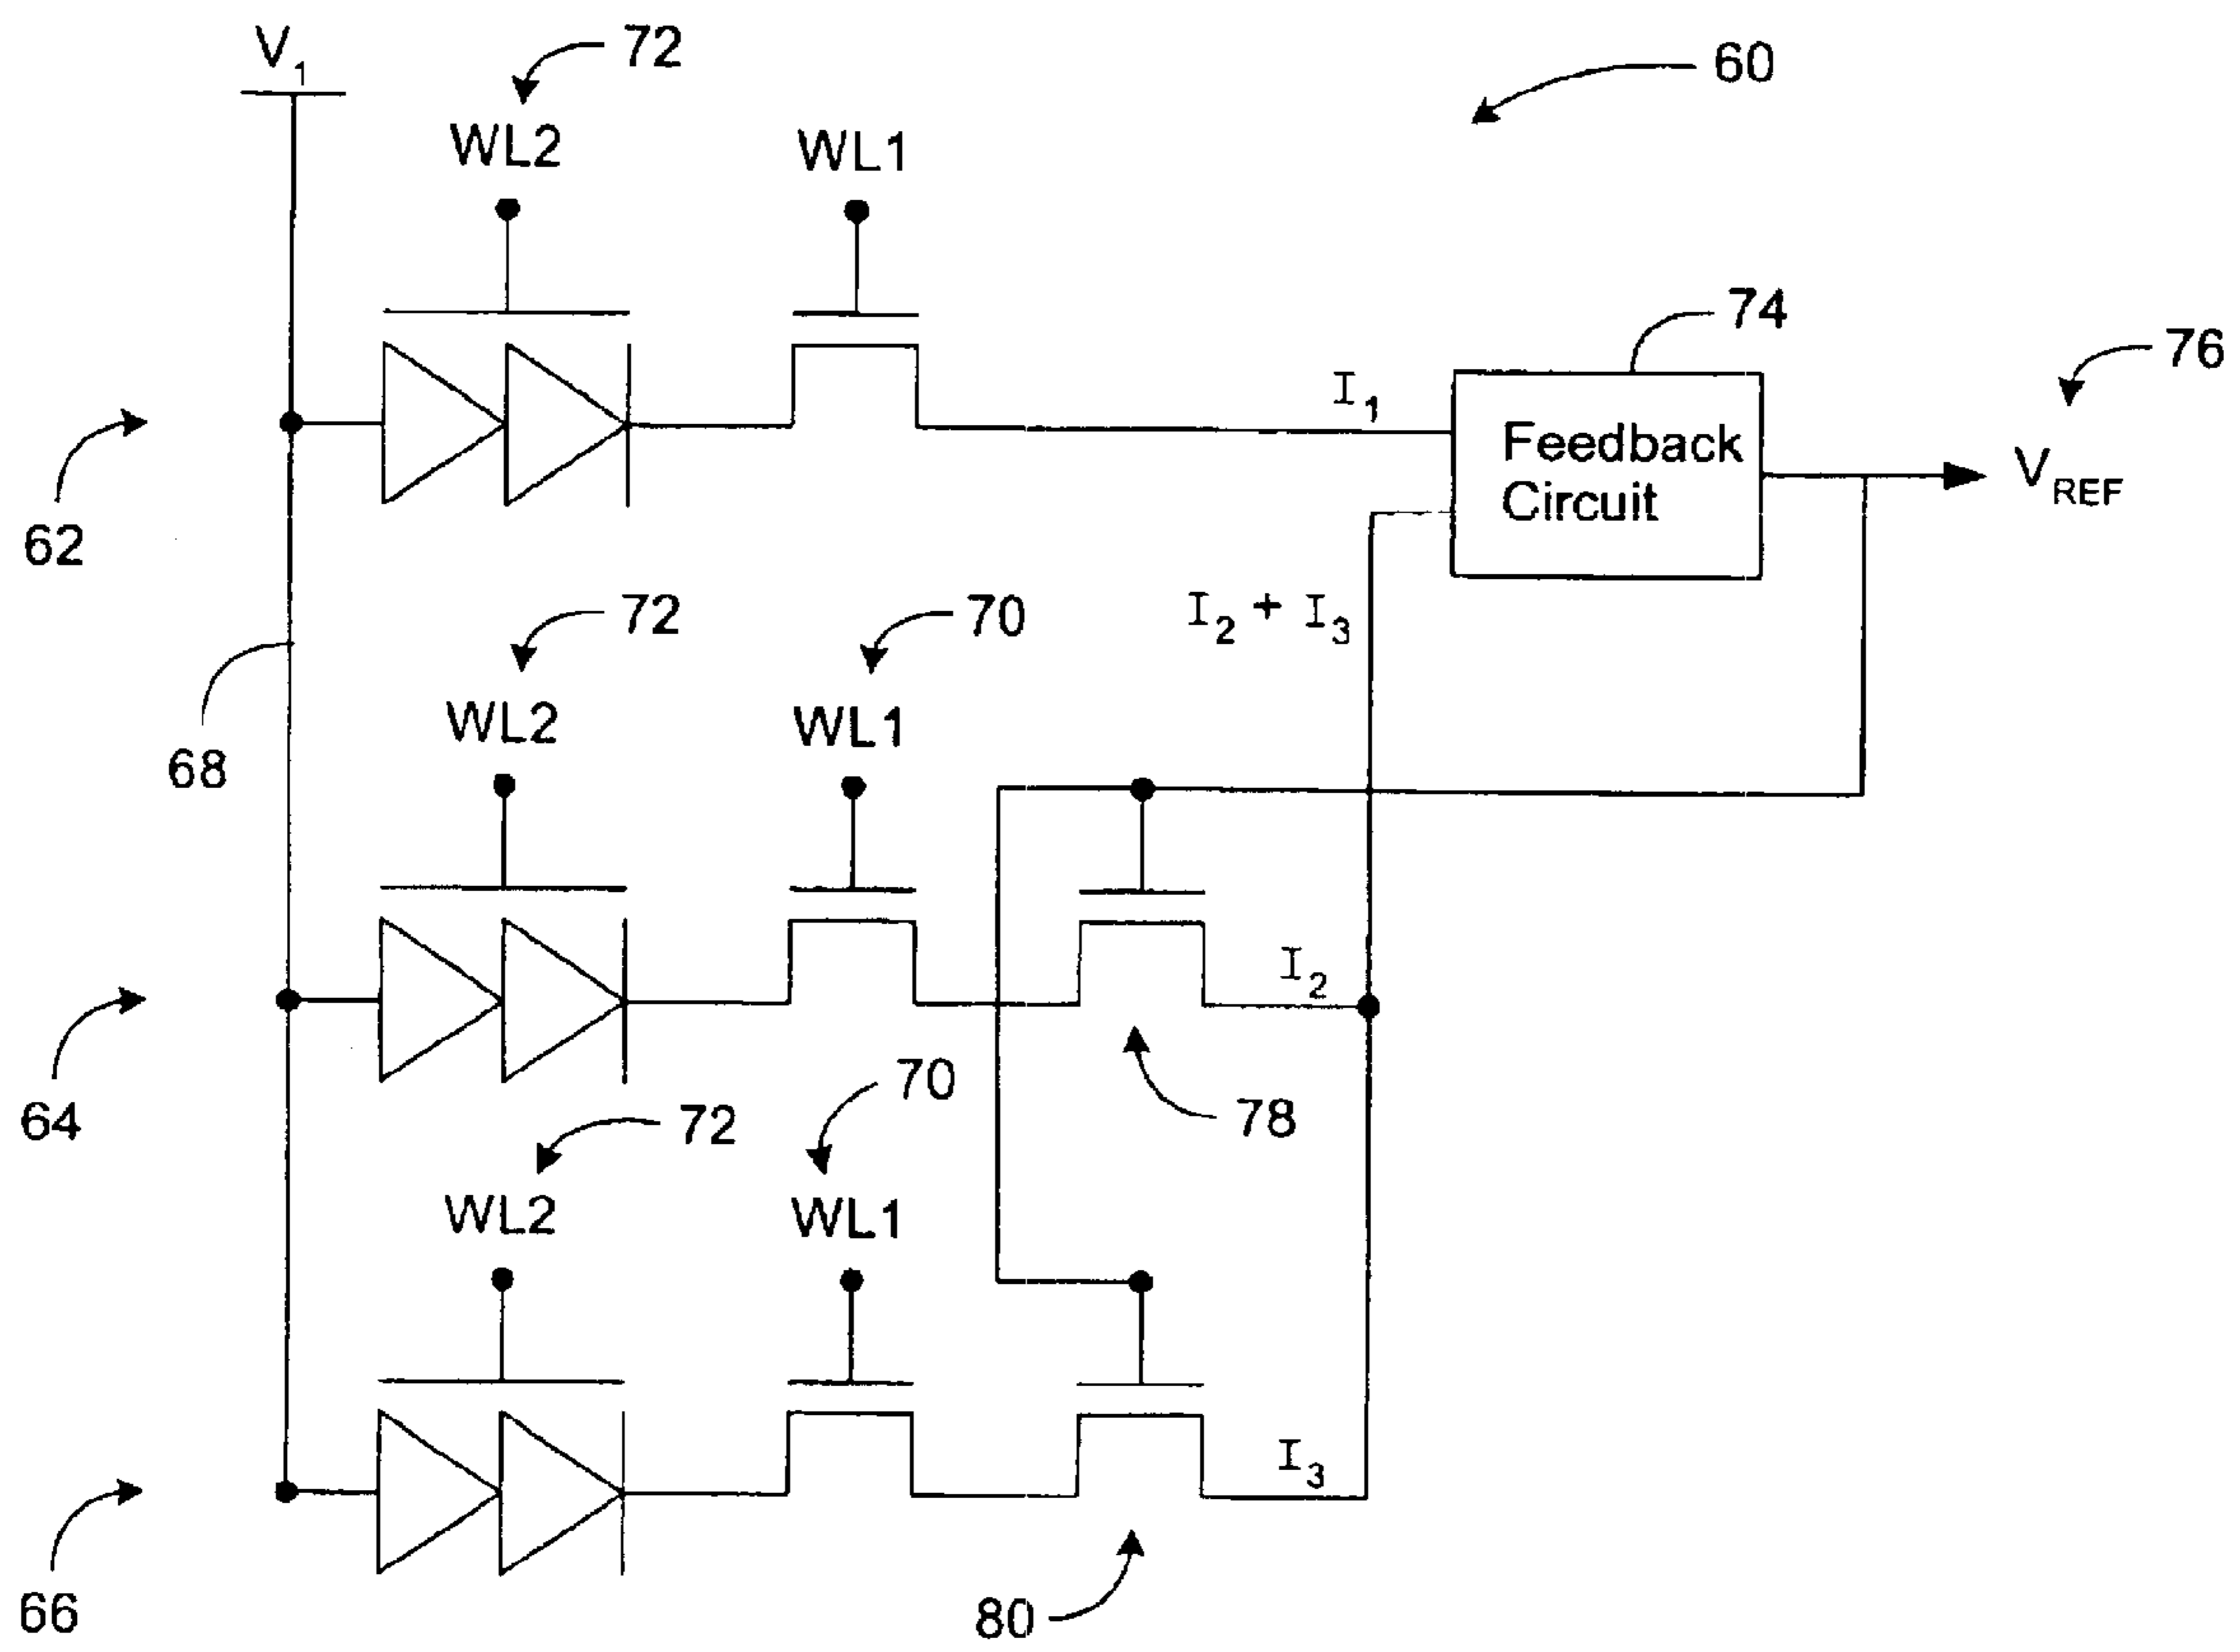 V₁
72
60
WL2
WL1
74
76
I₁
Feedback
Circuit
V_REF
62
72
70
I₂ + I₃
WL2
WL1
68
I₂
64
72
70
78
WL2
WL1
I₃
66
80